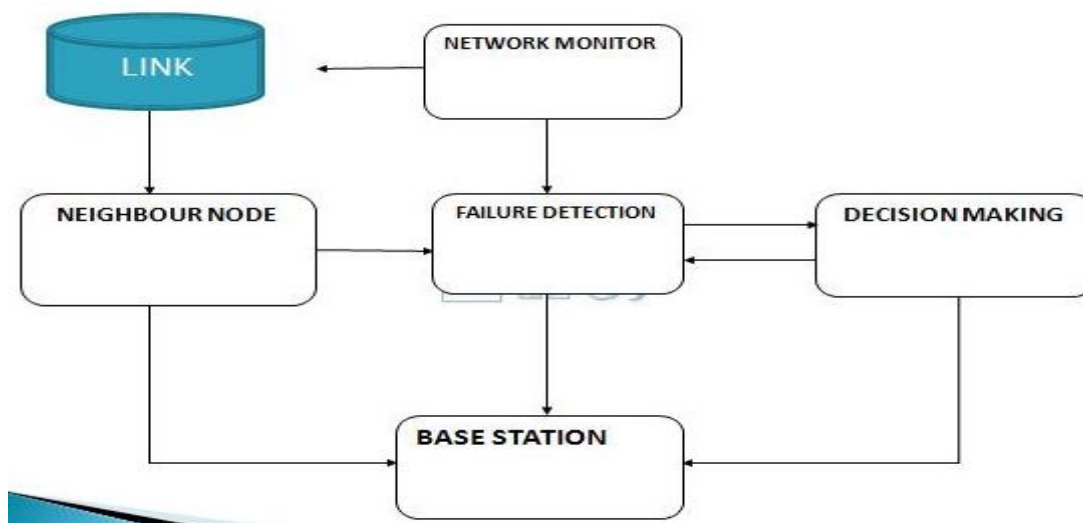 LINK
NETWORK MONITOR
NEIGHBOUR NODE
FAILURE DETECTION
DECISION MAKING
BASE STATION